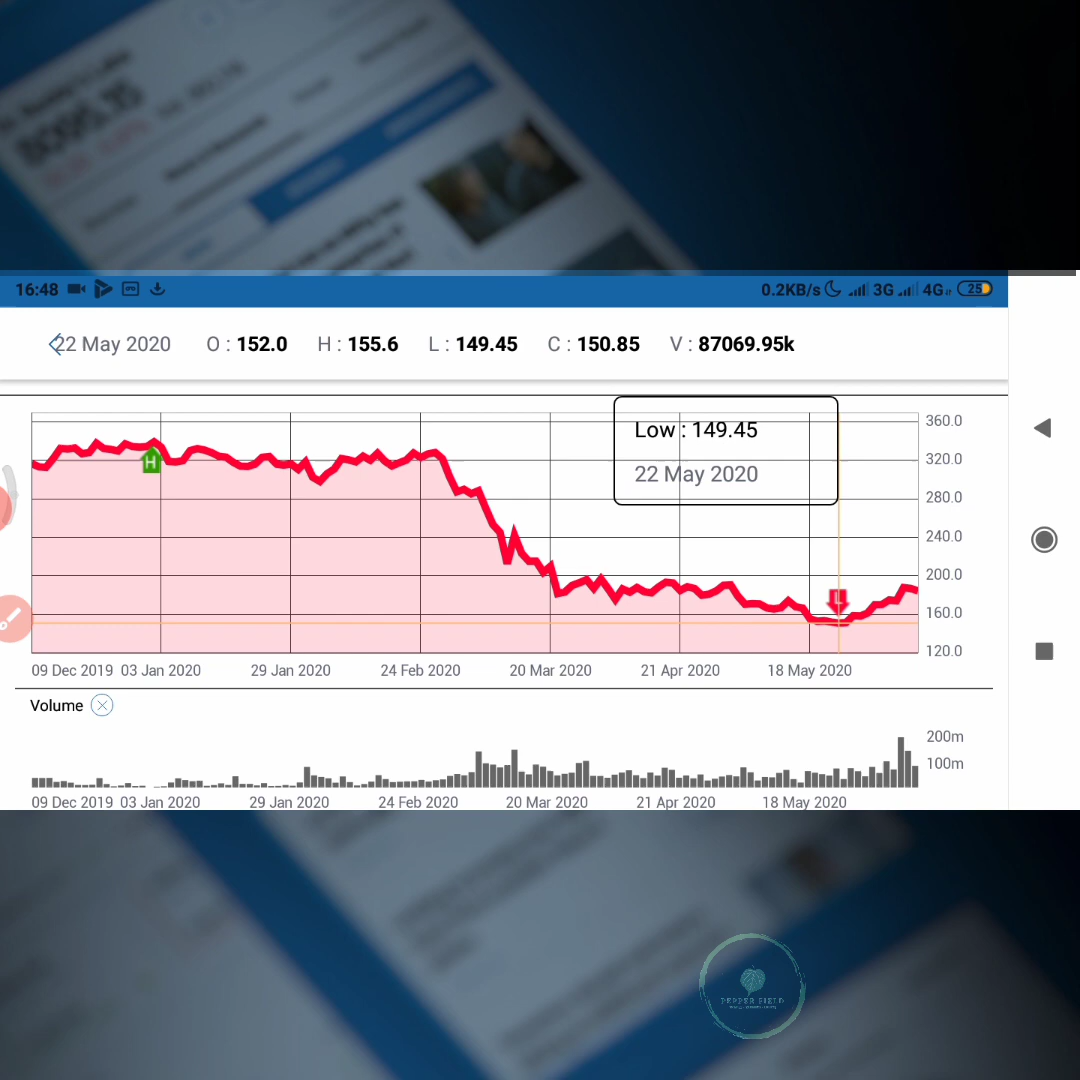 8095.35
16:48 0.2KB/s 3G 4G 25
22 May 2020 O : 152.0 H : 155.6 L : 149.45 C : 150.85 V : 87069.95k
Low : 149.45
22 May 2020
H
L
360.0
320.0
280.0
240.0
200.0
160.0
120.0
09 Dec 2019 03 Jan 2020 29 Jan 2020 24 Feb 2020 20 Mar 2020 21 Apr 2020 18 May 2020
Volume
200m
100m
09 Dec 2019 03 Jan 2020 29 Jan 2020 24 Feb 2020 20 Mar 2020 21 Apr 2020 18 May 2020
PEPPER FIELD